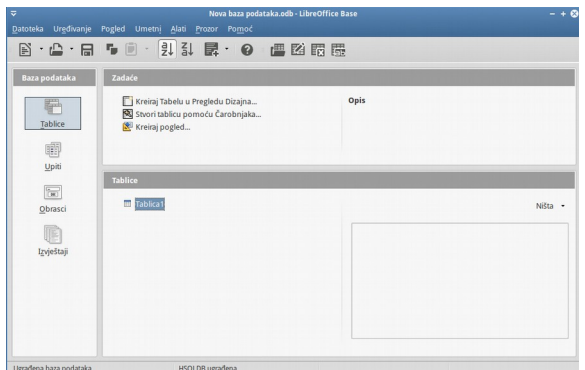 Nova baza podataka.odb - LibreOffice Base
Datoteka Uređivanje Pogled Umetni Alati Prozor Pomoć
Baza podataka
Zadaće
Kreiraj Tabelu u Pregledu Dizajna...
Stvori tablicu pomoću Čarobnjaka...
Kreiraj pogled...
Opis
Tablice
Upiti
Obrasci
Izvještaji
Tablice
Tablica1
Ništa
Ugrađena baza podataka
HSQLDB ugrađena